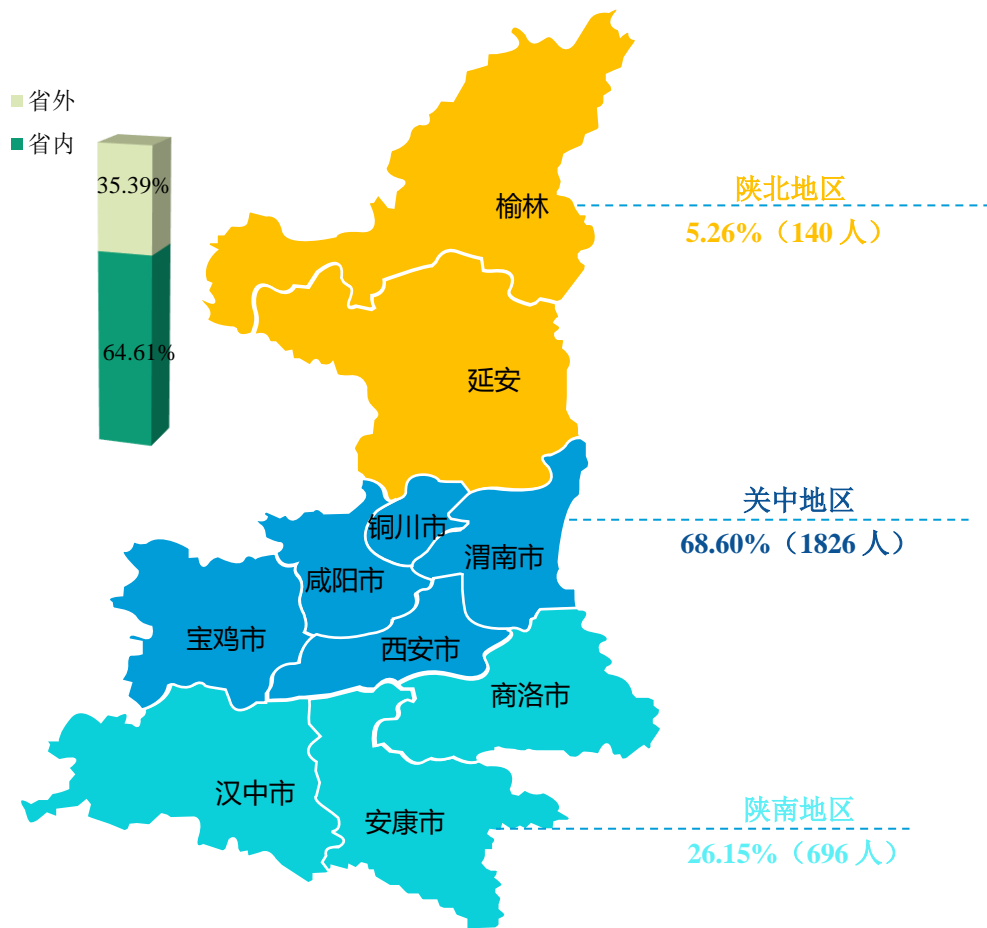 省外
省内
35.39%
64.61%
榆林
陕北地区
5.26%（140 人）
延安
关中地区
68.60%（1826 人）
铜川市
渭南市
咸阳市
宝鸡市
西安市
商洛市
汉中市
安康市
陕南地区
26.15%（696 人）